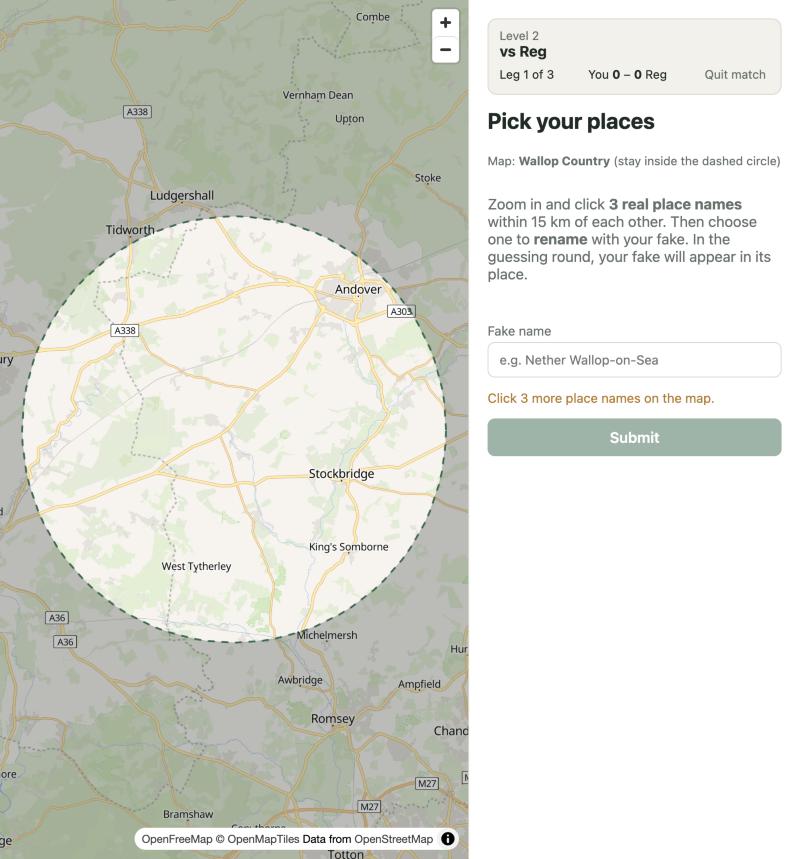 Combe
+
−
Vernham Dean
A338
Upton
Stoke
Ludgershall
Tidworth
Andover
A303
A338
ury
Stockbridge
King's Somborne
West Tytherley
A36
Michelmersh
A36
Hur
Awbridge
Ampfield
Romsey
Chand
ore
M27
M27
Bramshaw
OpenFreeMap © OpenMapTiles Data from OpenStreetMap
Totton
Level 2
vs Reg
Leg 1 of 3 You 0 – 0 Reg Quit match
Pick your places
Map: Wallop Country (stay inside the dashed circle)
Zoom in and click 3 real place names
within 15 km of each other. Then choose
one to rename with your fake. In the
guessing round, your fake will appear in its
place.
Fake name
e.g. Nether Wallop-on-Sea
Click 3 more place names on the map.
Submit